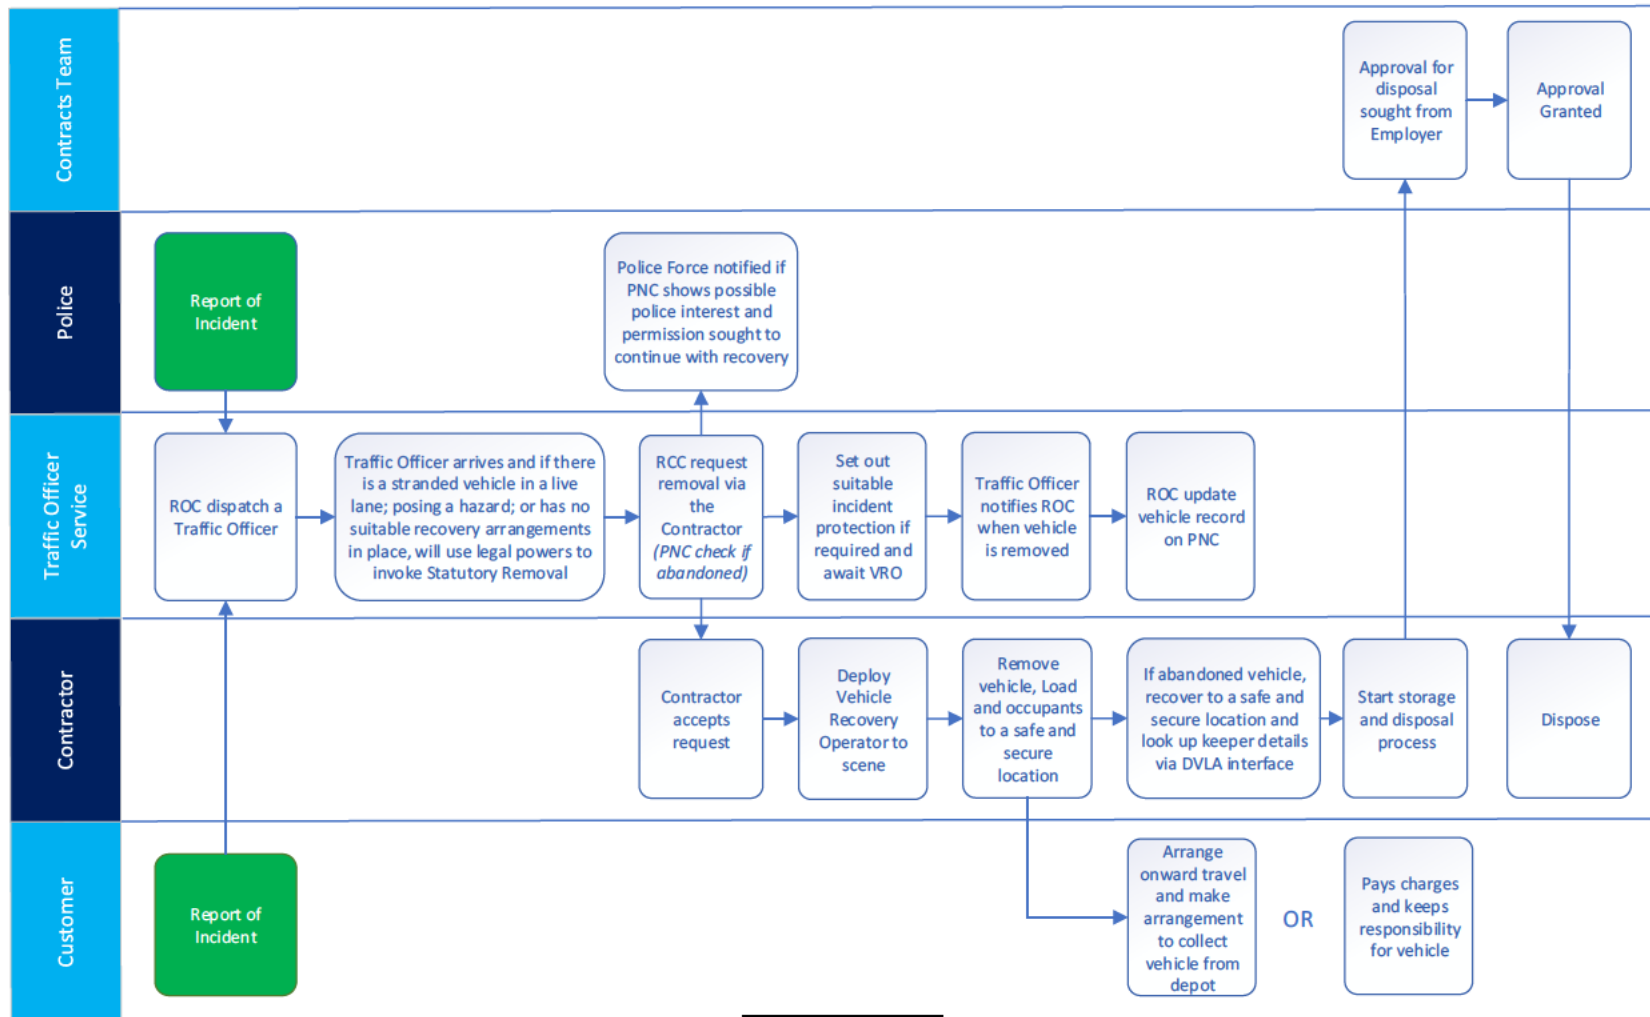 Contracts Team
Approval for
disposal
sought from
Employer
Approval
Granted
Police
Report of
Incident
Police Force notified if
PNC shows possible
police interest and
permission sought to
continue with recovery
Traffic Officer
Service
ROC dispatch a
Traffic Officer
Traffic Officer arrives and if there
is a stranded vehicle in a live
lane; posing a hazard; or has no
suitable recovery arrangements
in place, will use legal powers to
invoke Statutory Removal
RCC request
removal via
the
Contractor
(PNC check if
abandoned)
Set out
suitable
incident
protection if
required and
await VRO
Traffic Officer
notifies ROC
when vehicle
is removed
ROC update
vehicle record
on PNC
Contractor
Contractor
accepts
request
Deploy
Vehicle
Recovery
Operator to
scene
Remove
vehicle, Load
and occupants
to a safe and
secure
location
If abandoned vehicle,
recover to a safe and
secure location and
look up keeper details
via DVLA interface
Start storage
and disposal
process
Dispose
Customer
Report of
Incident
Arrange
onward travel
and make
arrangement
to collect
vehicle from
depot
OR
Pays charges
and keeps
responsibility
for vehicle